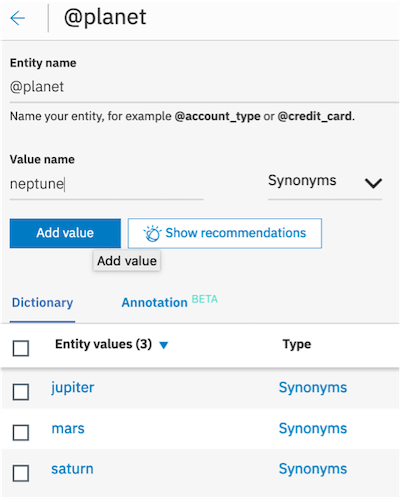 @planet
Entity name
@planet
Name your entity, for example @account_type or @credit_card.
Value name
neptune Synonyms
Add value Show recommendations
Add value
Dictionary Annotation BETA
Entity values (3) Type
jupiter Synonyms
mars Synonyms
saturn Synonyms